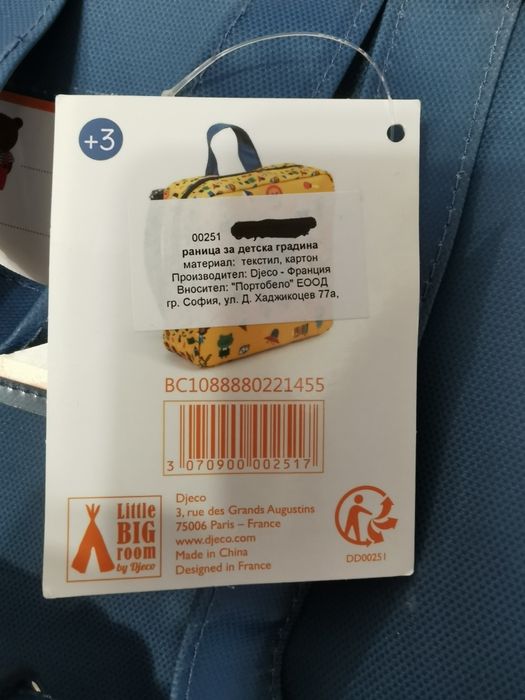 +3
00251
раница за детска градина
материал: текстил, картон
Производител: Djeco - Франция
Вносител: "Портобело" ЕООД
гр. София, ул. Д. Хаджикоцев 77а,
BC1088880221455
3 070900 002517
Little
BIG
room
by Djeco
Djeco
3, rue des Grands Augustins
75006 Paris – France
www.djeco.com
Made in China
Designed in France
DD00251